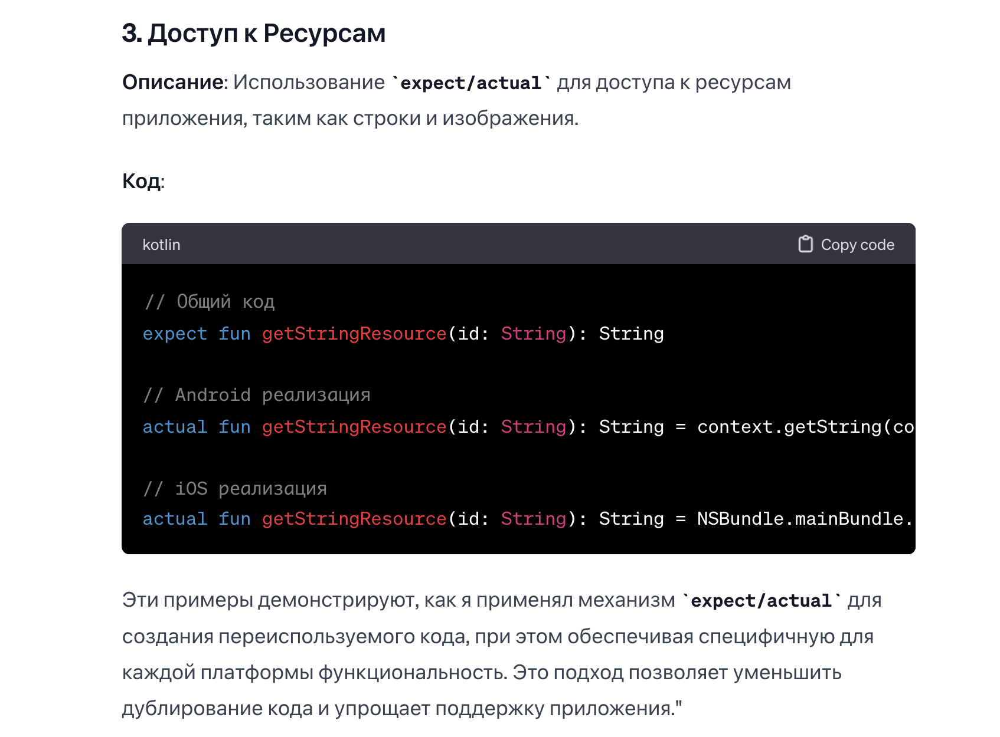 3. Доступ к Ресурсам
Описание: Использование `expect/actual` для доступа к ресурсам
приложения, таким как строки и изображения.
Код:
kotlin
Copy code
// Общий код
expect fun getStringResource(id: String): String
// Android реализация
actual fun getStringResource(id: String): String = context.getString(co
// iOS реализация
actual fun getStringResource(id: String): String = NSBundle.mainBundle.
Эти примеры демонстрируют, как я применял механизм `expect/actual` для
создания переиспользуемого кода, при этом обеспечивая специфичную для
каждой платформы функциональность. Это подход позволяет уменьшить
дублирование кода и упрощает поддержку приложения."